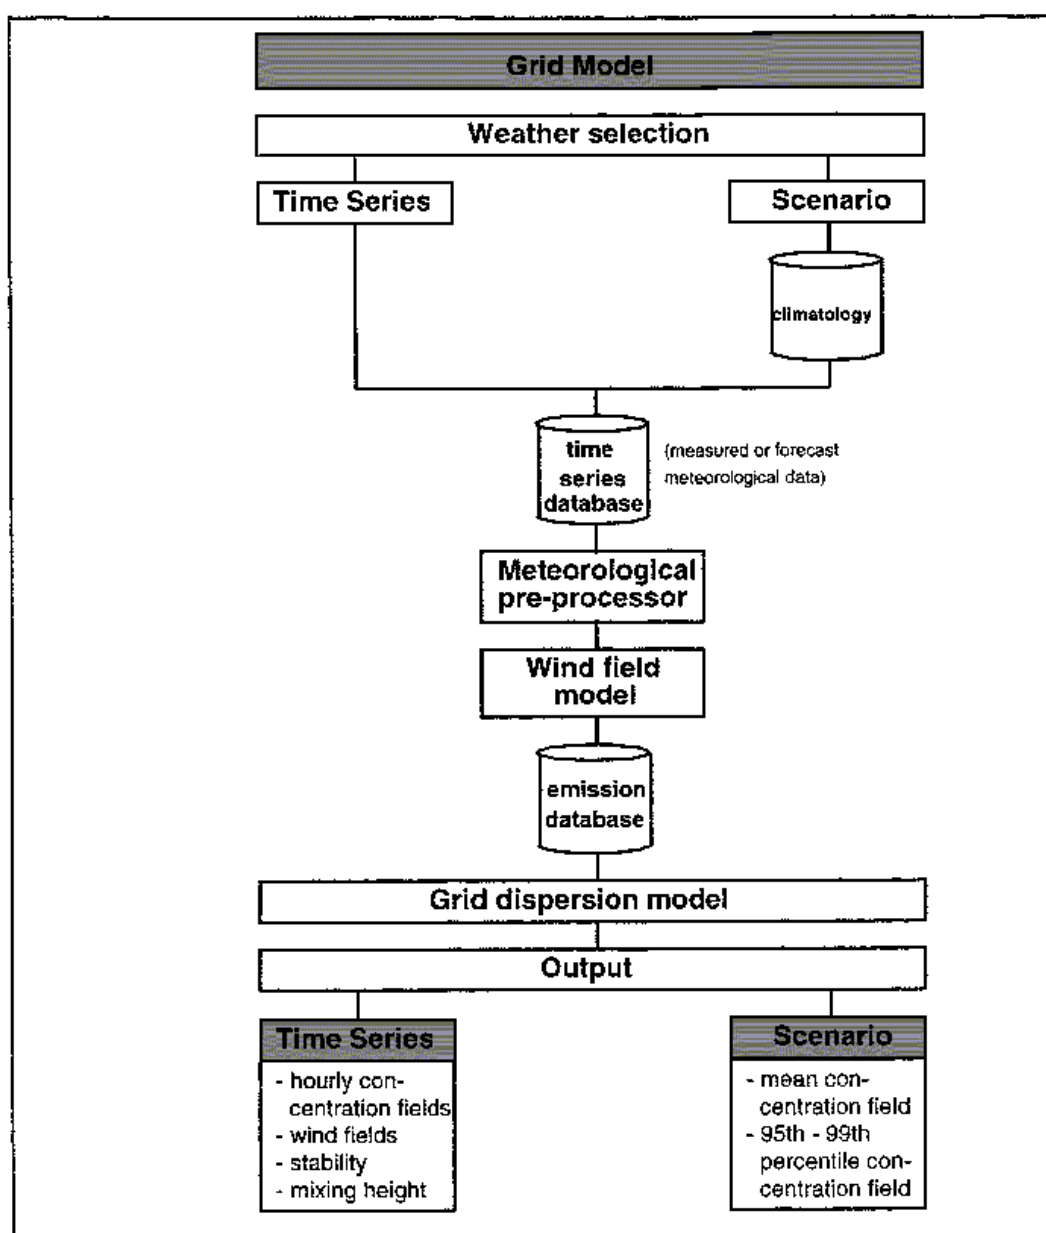 Grid Model
Weather selection
Time Series
Scenario
climatology
time
series
database
(measured or forecast
meteorological data)
Meteorological
pre-processor
Wind field
model
emission
database
Grid dispersion model
Output
Time Series
- hourly con-
centration fields
- wind fields
- stability
- mixing height
Scenario
- mean con-
centration field
- 95th - 99th
percentile con-
centration field